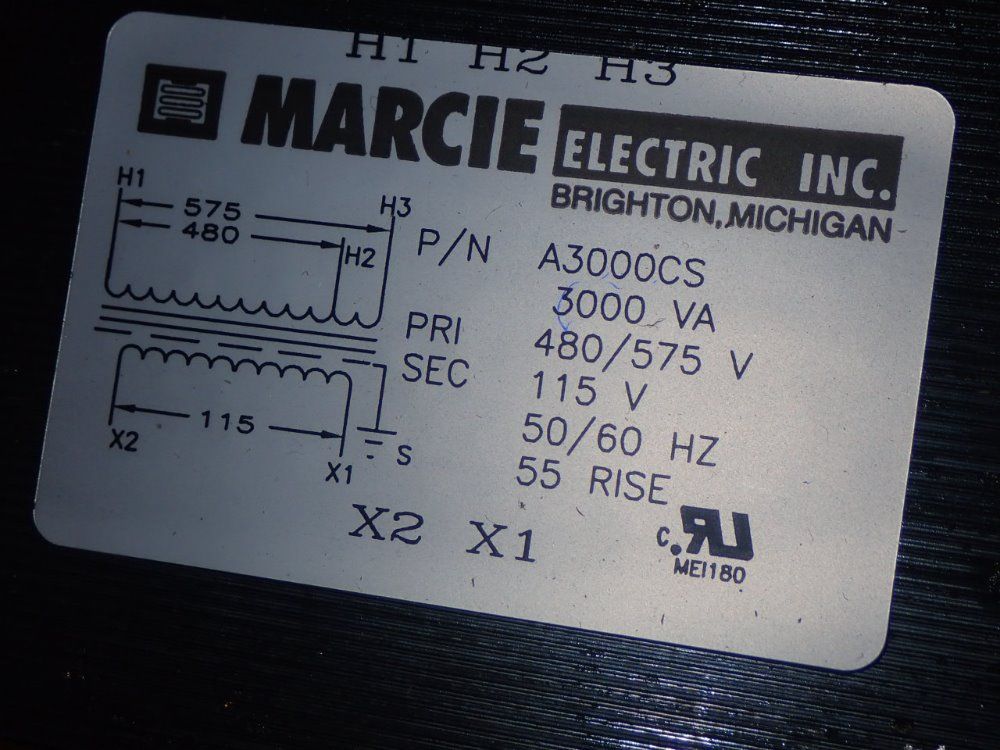 H1 H2 H3
MARCIE ELECTRIC INC.
BRIGHTON, MICHIGAN
H1
575
H3
480
H2
P/N A3000CS
3000 VA
PRI 480/575 V
SEC 115 V
50/60 HZ
55 RISE
115
X2
X1
S
X2 X1
c RU
MEI180